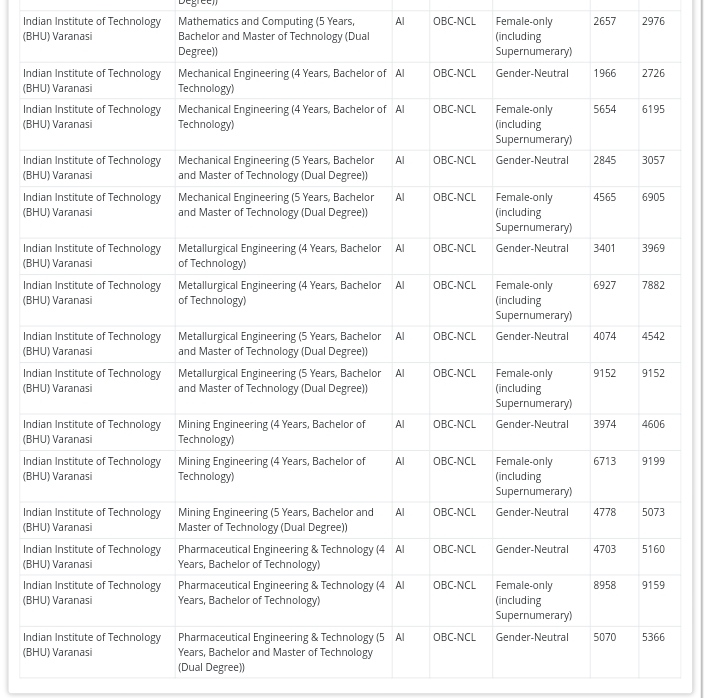 Degree))
Indian Institute of Technology (BHU) Varanasi Mathematics and Computing (5 Years, Bachelor and Master of Technology (Dual Degree)) AI OBC-NCL Female-only (including Supernumerary) 2657 2976
Indian Institute of Technology (BHU) Varanasi Mechanical Engineering (4 Years, Bachelor of Technology) AI OBC-NCL Gender-Neutral 1966 2726
Indian Institute of Technology (BHU) Varanasi Mechanical Engineering (4 Years, Bachelor of Technology) AI OBC-NCL Female-only (including Supernumerary) 5654 6195
Indian Institute of Technology (BHU) Varanasi Mechanical Engineering (5 Years, Bachelor and Master of Technology (Dual Degree)) AI OBC-NCL Gender-Neutral 2845 3057
Indian Institute of Technology (BHU) Varanasi Mechanical Engineering (5 Years, Bachelor and Master of Technology (Dual Degree)) AI OBC-NCL Female-only (including Supernumerary) 4565 6905
Indian Institute of Technology (BHU) Varanasi Metallurgical Engineering (4 Years, Bachelor of Technology) AI OBC-NCL Gender-Neutral 3401 3969
Indian Institute of Technology (BHU) Varanasi Metallurgical Engineering (4 Years, Bachelor of Technology) AI OBC-NCL Female-only (including Supernumerary) 6927 7882
Indian Institute of Technology (BHU) Varanasi Metallurgical Engineering (5 Years, Bachelor and Master of Technology (Dual Degree)) AI OBC-NCL Gender-Neutral 4074 4542
Indian Institute of Technology (BHU) Varanasi Metallurgical Engineering (5 Years, Bachelor and Master of Technology (Dual Degree)) AI OBC-NCL Female-only (including Supernumerary) 9152 9152
Indian Institute of Technology (BHU) Varanasi Mining Engineering (4 Years, Bachelor of Technology) AI OBC-NCL Gender-Neutral 3974 4606
Indian Institute of Technology (BHU) Varanasi Mining Engineering (4 Years, Bachelor of Technology) AI OBC-NCL Female-only (including Supernumerary) 6713 9199
Indian Institute of Technology (BHU) Varanasi Mining Engineering (5 Years, Bachelor and Master of Technology (Dual Degree)) AI OBC-NCL Gender-Neutral 4778 5073
Indian Institute of Technology (BHU) Varanasi Pharmaceutical Engineering & Technology (4 Years, Bachelor of Technology) AI OBC-NCL Gender-Neutral 4703 5160
Indian Institute of Technology (BHU) Varanasi Pharmaceutical Engineering & Technology (4 Years, Bachelor of Technology) AI OBC-NCL Female-only (including Supernumerary) 8958 9159
Indian Institute of Technology (BHU) Varanasi Pharmaceutical Engineering & Technology (5 Years, Bachelor and Master of Technology (Dual Degree)) AI OBC-NCL Gender-Neutral 5070 5366